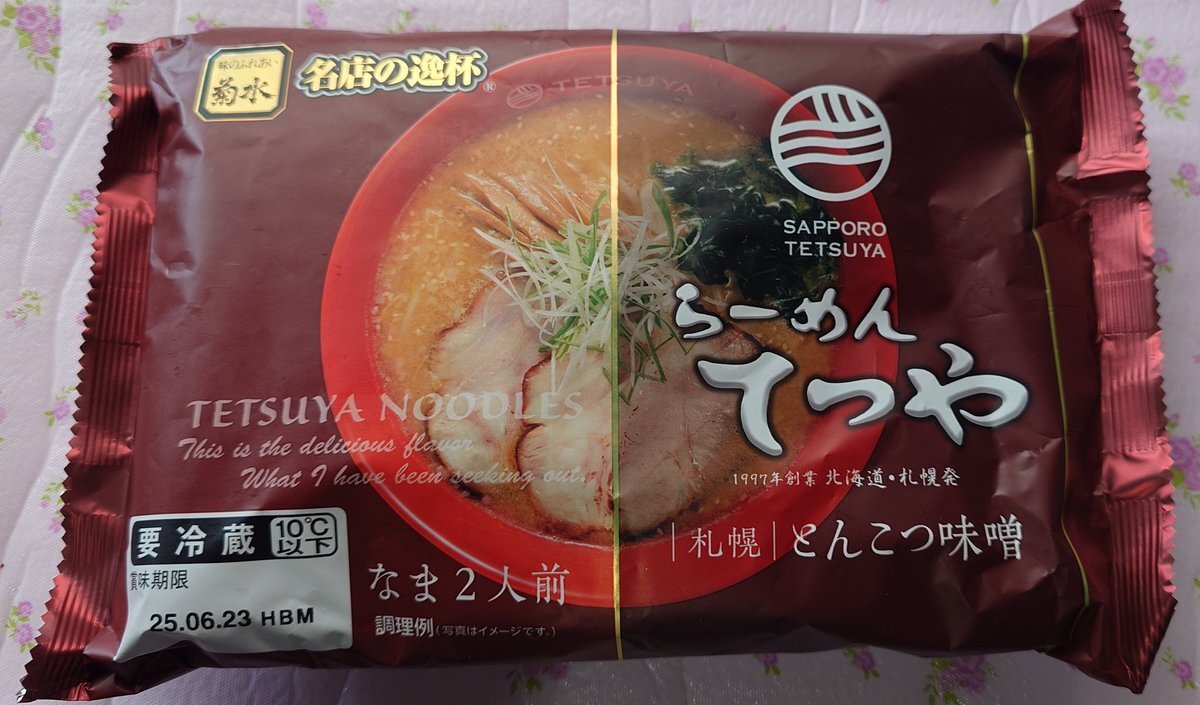 味のふれあい
菊水
名店の逸杯®
TETSUYA
SAPPORO
TETSUYA
らーめん
てつや
1997年創業 北海道・札幌発
札幌 とんこつ味噌
TETSUYA NOODLES
This is the delicious flavor
What I have been seeking out.
要冷蔵 10℃以下
賞味期限
25.06.23 HBM
なま2人前
調理例(写真はイメージです。)